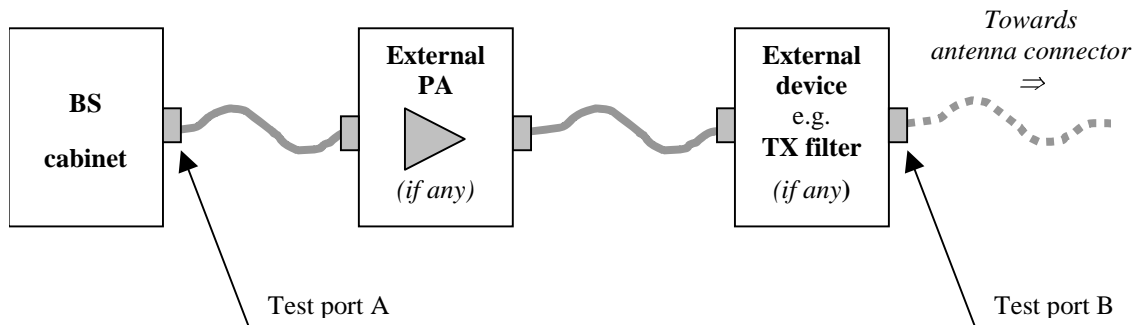 BS
cabinet
External
PA
(if any)
External
device
e.g.
TX filter
(if any)
Towards
antenna connector
⇒
Test port A
Test port B